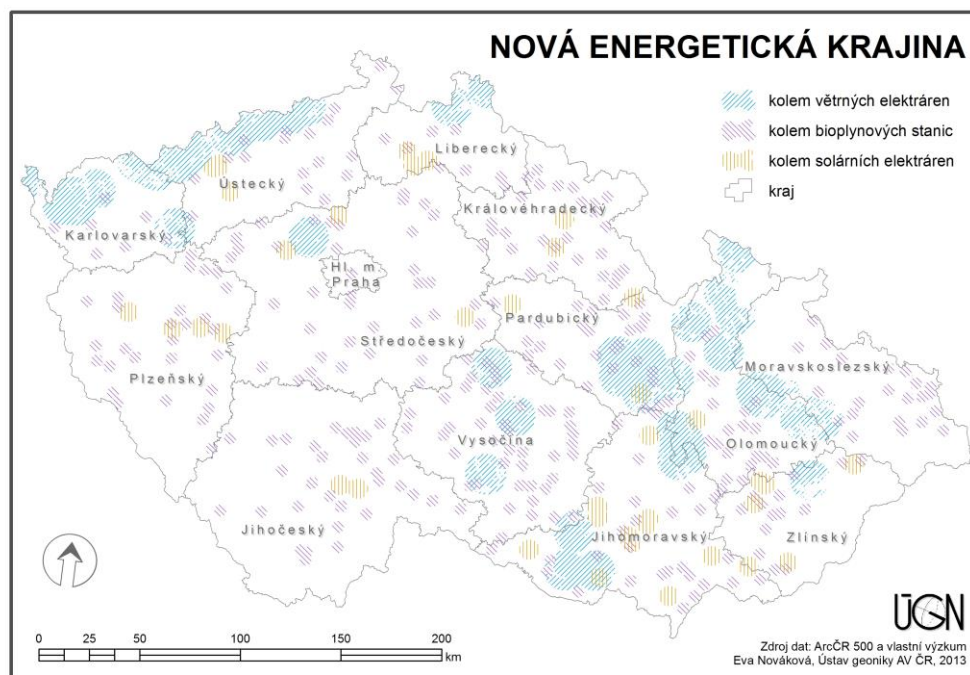 NOVÁ ENERGETICKÁ KRAJINA
kolem větrných elektráren
kolem bioplynových stanic
kolem solárních elektráren
kraj
Liberecký
Ústecký
Královéhradecký
Karlovarský
Hl. m.
Praha
Pardubický
Středočeský
Moravskoslezský
Plzeňský
Vysočina
Olomoucký
Jihočeský
Jihomoravský
Zlínský
ŪGN
0 25 50 100 150 200
km
Zdroj dat: ArcČR 500 a vlastní výzkum
Eva Nováková, Ústav geoniky AV ČR, 2013